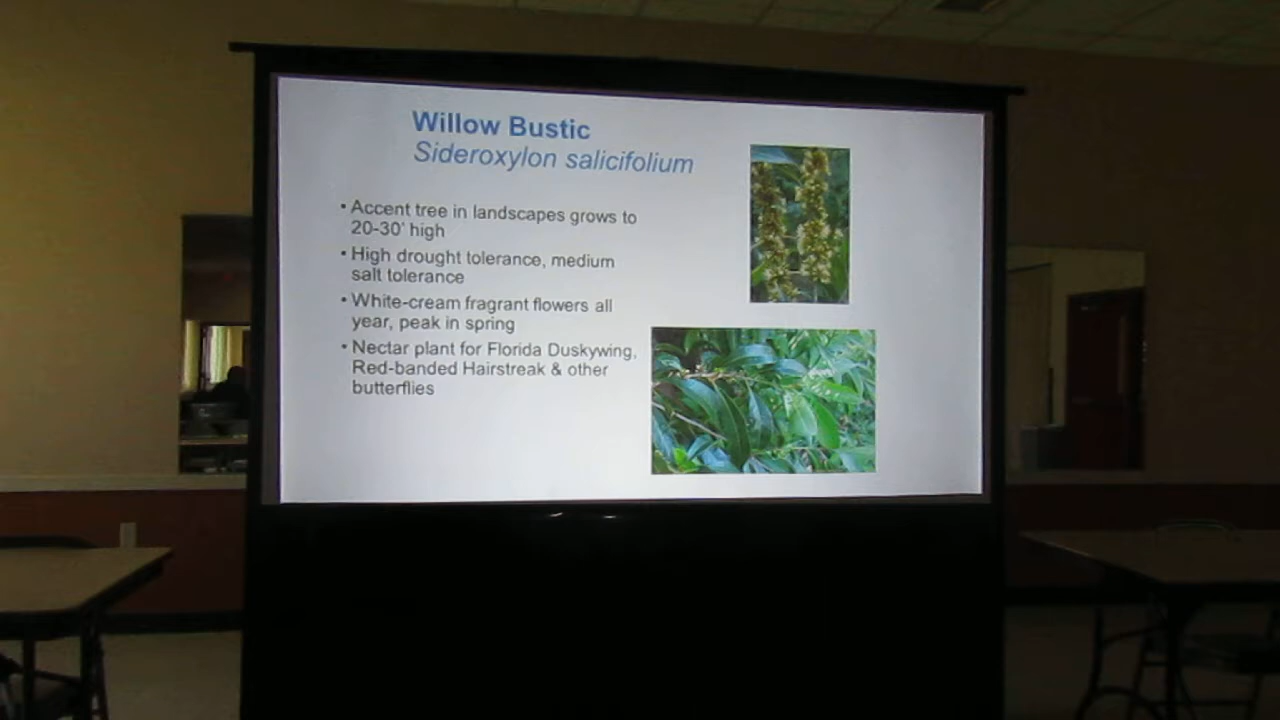 Willow Bustic
Sideroxylon salicifolium
• Accent tree in landscapes grows to
20-30' high
• High drought tolerance, medium
salt tolerance
• White-cream fragrant flowers all
year, peak in spring
• Nectar plant for Florida Duskywing,
Red-banded Hairstreak & other
butterflies